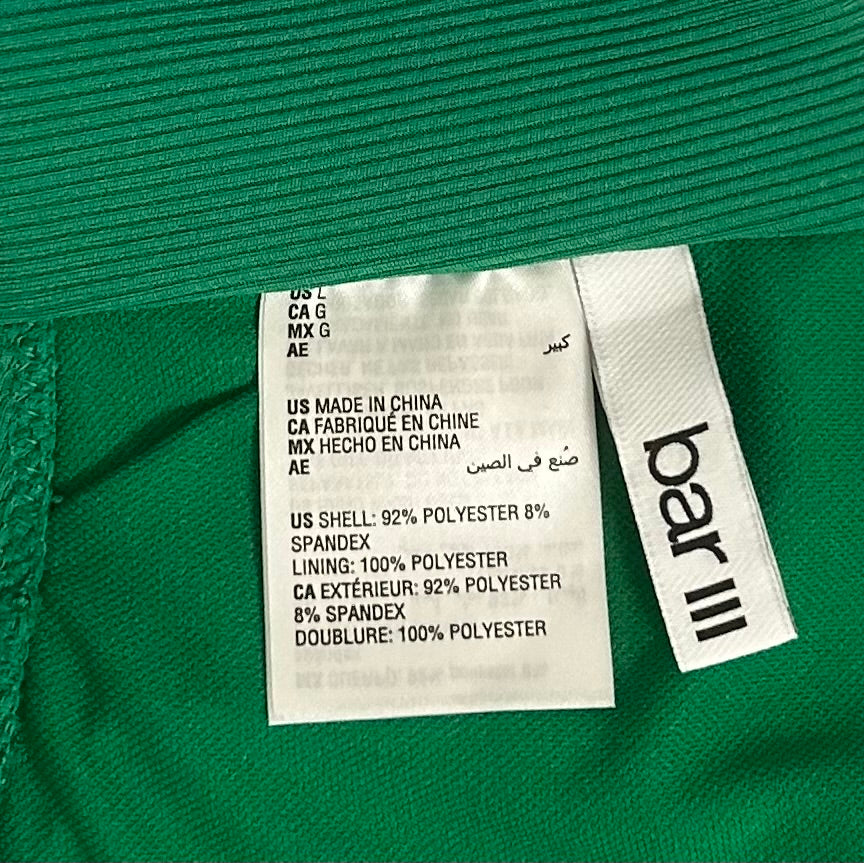 US L
CA G
MX G
AE كبير
US MADE IN CHINA
CA FABRIQUÉ EN CHINE
MX HECHO EN CHINA
AE صُنع في الصين
US SHELL: 92% POLYESTER 8%
SPANDEX
LINING: 100% POLYESTER
CA EXTÉRIEUR: 92% POLYESTER
8% SPANDEX
DOUBLURE: 100% POLYESTER
bar III